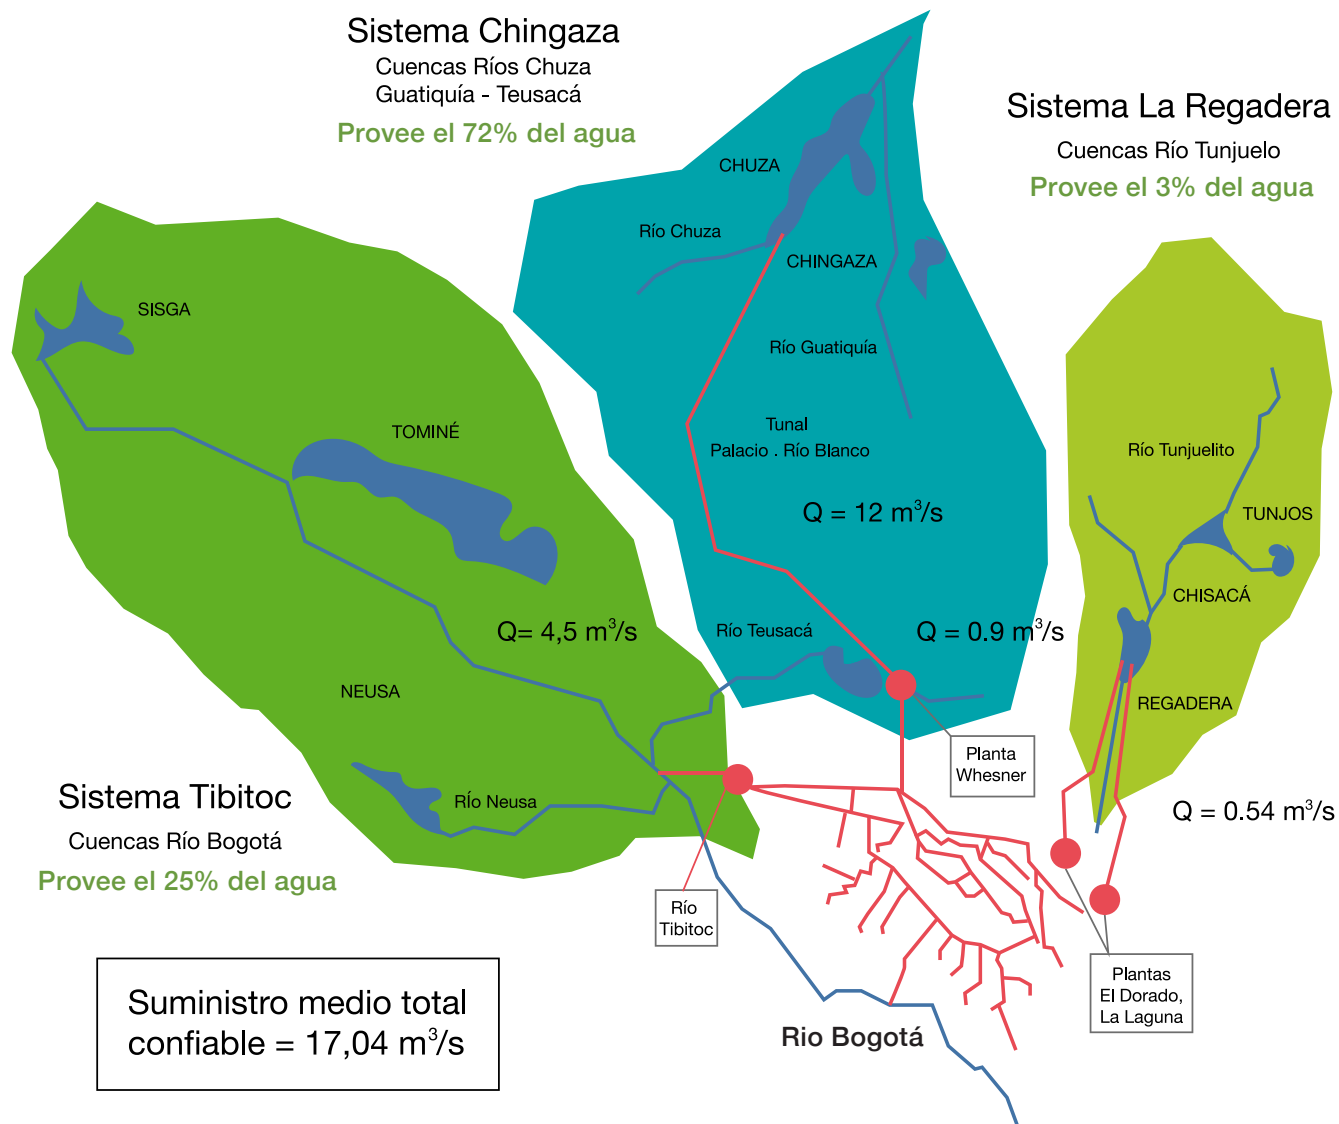 Sistema Chingaza
Cuencas Ríos Chuza
Guatiquía - Teusacá
Provee el 72% del agua
Sistema La Regadera
Cuencas Río Tunjuelo
Provee el 3% del agua
CHUZA
Río Chuza
CHINGAZA
Río Guatiquía
Tunal
Palacio . Río Blanco
Q = 12 m³/s
Río Teusacá
Q = 0.9 m³/s
SISGA
TOMINÉ
Q= 4,5 m³/s
NEUSA
RÍo Neusa
Río Tunjuelito
TUNJOS
CHISACÁ
REGADERA
Q = 0.54 m³/s
Planta
Whesner
Sistema Tibitoc
Cuencas Río Bogotá
Provee el 25% del agua
Río
Tibitoc
Plantas
El Dorado,
La Laguna
Rio Bogotá
Suministro medio total
confiable = 17,04 m³/s